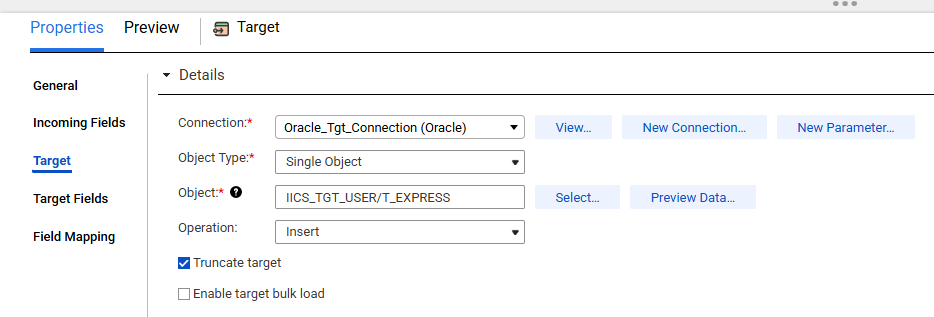 Properties Preview Target
Details
General
Incoming Fields
Target
Target Fields
Field Mapping
Connection:* Oracle_Tgt_Connection (Oracle) View... New Connection... New Parameter...
Object Type:* Single Object
Object:* ? IICS_TGT_USER/T_EXPRESS Select... Preview Data...
Operation: Insert
Truncate target
Enable target bulk load